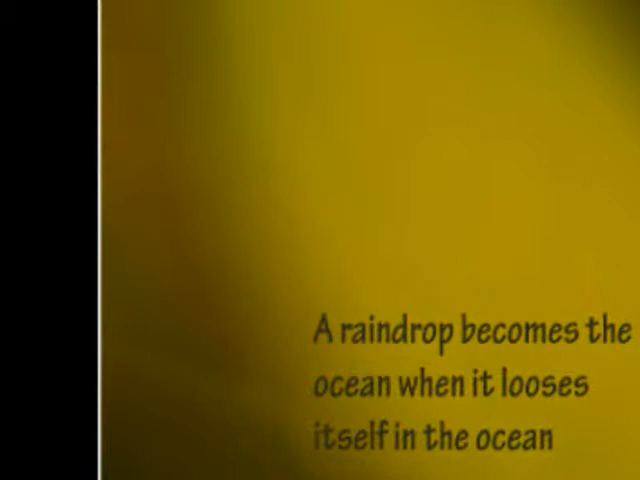 A raindrop becomes the
ocean when it looses
itself in the ocean